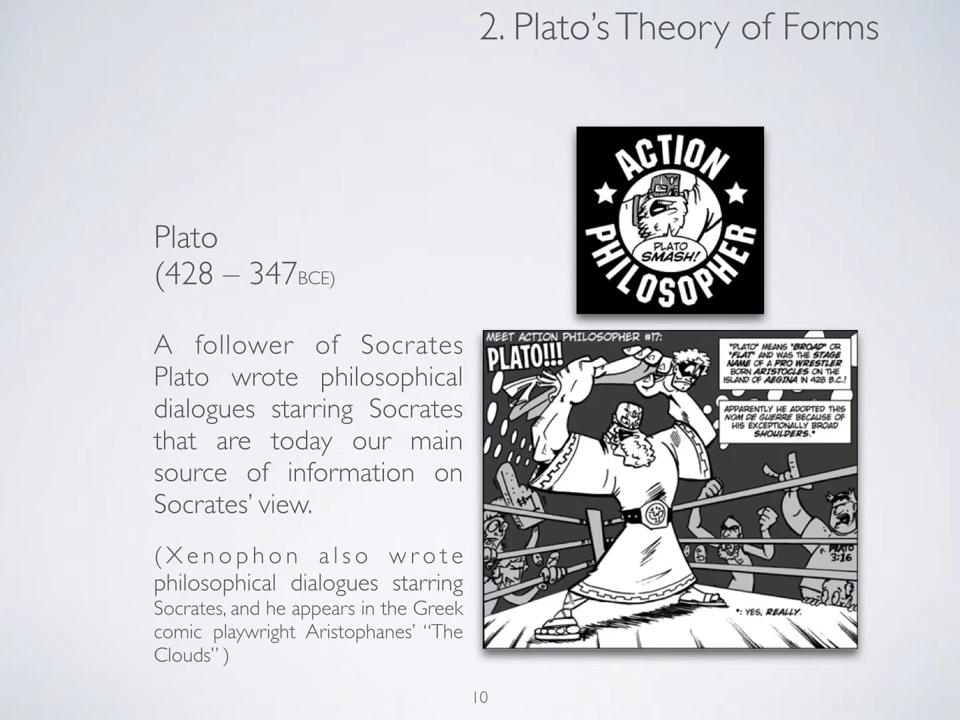 2. Plato's Theory of Forms
ACTION
PHILOSOPHER
PLATO
SMASH!
Plato
(428 – 347BCE)
A follower of Socrates
Plato wrote philosophical
dialogues starring Socrates
that are today our main
source of information on
Socrates' view.
(Xenophon also wrote
philosophical dialogues starring
Socrates, and he appears in the Greek
comic playwright Aristophanes' “The
Clouds” )
MEET ACTION PHILOSOPHER #17:
PLATO!!!
"PLATO" MEANS "BROAD" OR
"FLAT" AND WAS THE STAGE
NAME OF A PRO WRESTLER
BORN ARISTOCLES ON THE
ISLAND OF AEGINA IN 428 B.C.!
APPARENTLY HE ADOPTED THIS
NOM DE GUERRE BECAUSE OF
HIS EXCEPTIONALLY BROAD
SHOULDERS.*
PLATO
3:16
*: YES, REALLY.
10